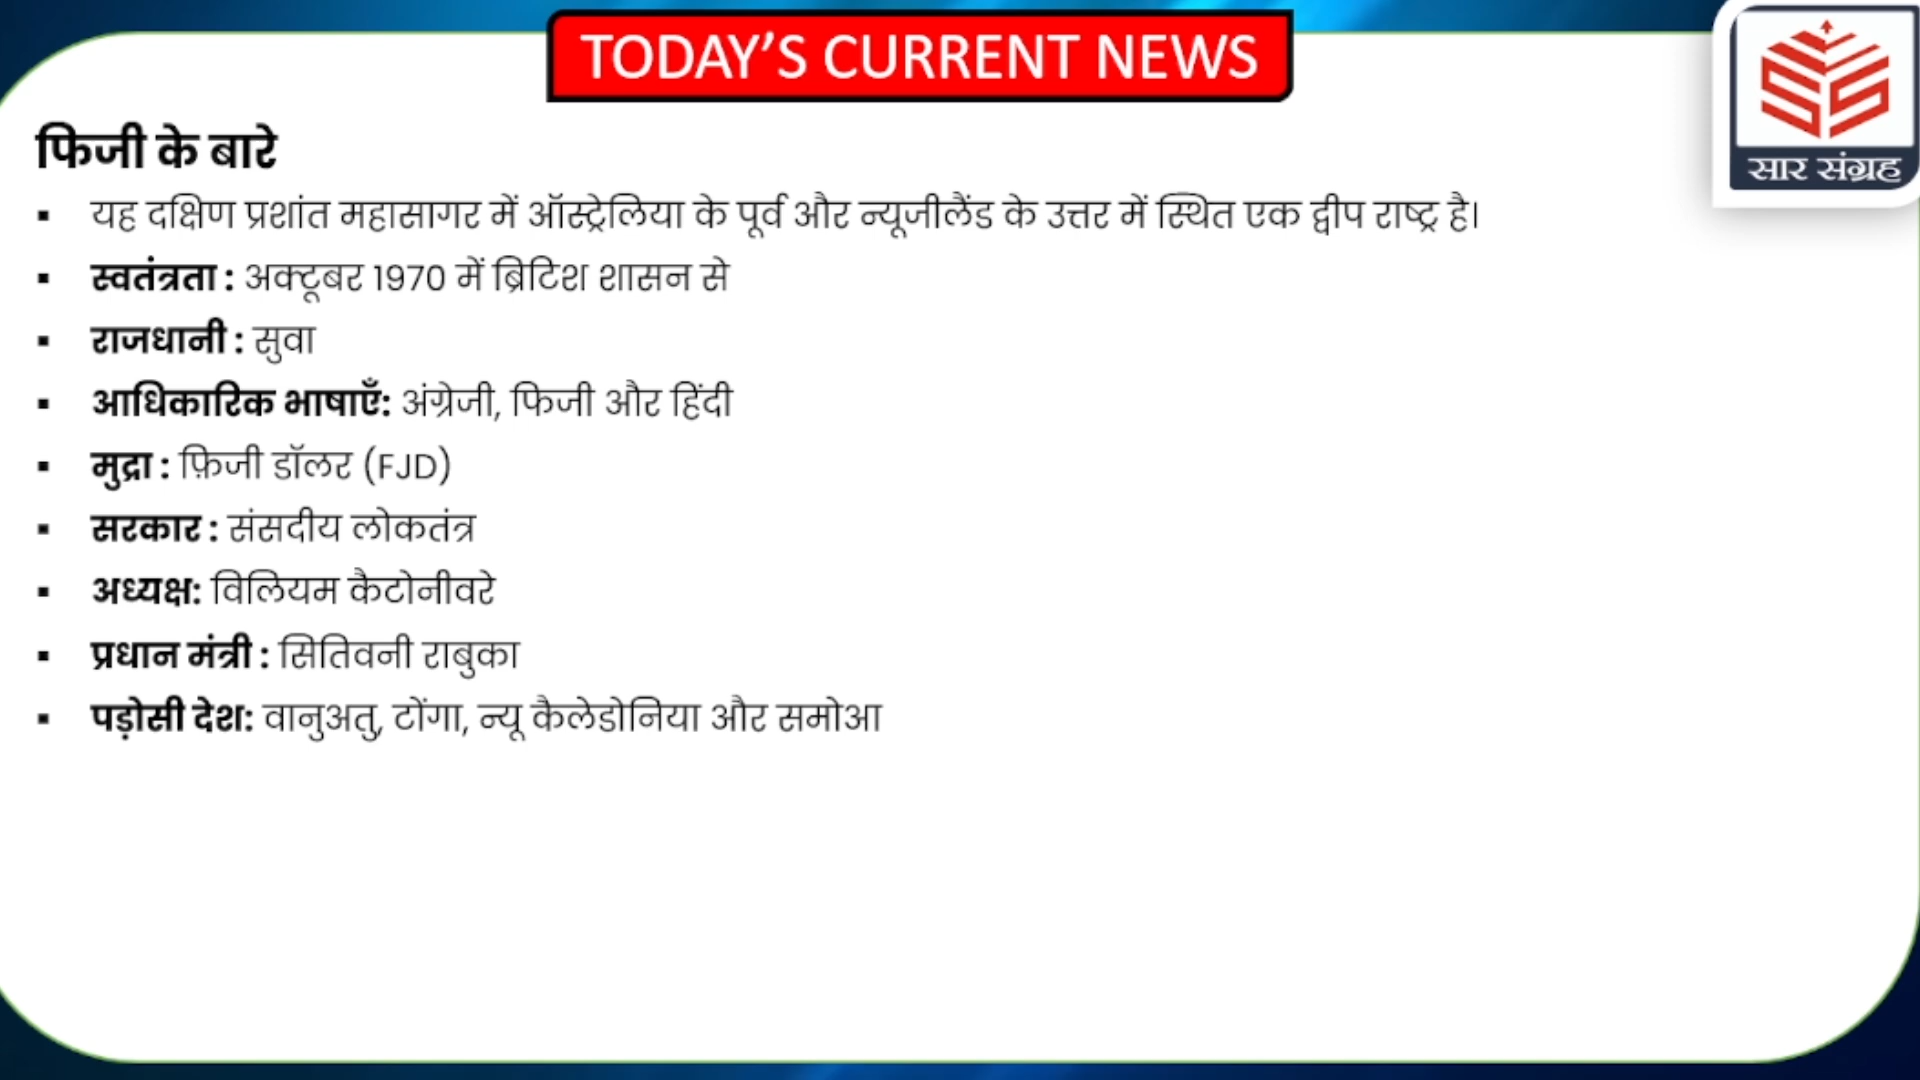 TODAY’S CURRENT NEWS
सार संग्रह
फिजी के बारे
▪ यह दक्षिण प्रशांत महासागर में ऑस्ट्रेलिया के पूर्व और न्यूजीलैंड के उत्तर में स्थित एक द्वीप राष्ट्र है।
▪ स्वतंत्रता : अक्टूबर 1970 में ब्रिटिश शासन से
▪ राजधानी : सुवा
▪ आधिकारिक भाषाएँ: अंग्रेजी, फिजी और हिंदी
▪ मुद्रा : फ़िजी डॉलर (FJD)
▪ सरकार : संसदीय लोकतंत्र
▪ अध्यक्ष: विलियम कैटोनीवरे
▪ प्रधान मंत्री : सितिवनी राबुका
▪ पड़ोसी देश: वानुअतु, टोंगा, न्यू कैलेडोनिया और समोआ